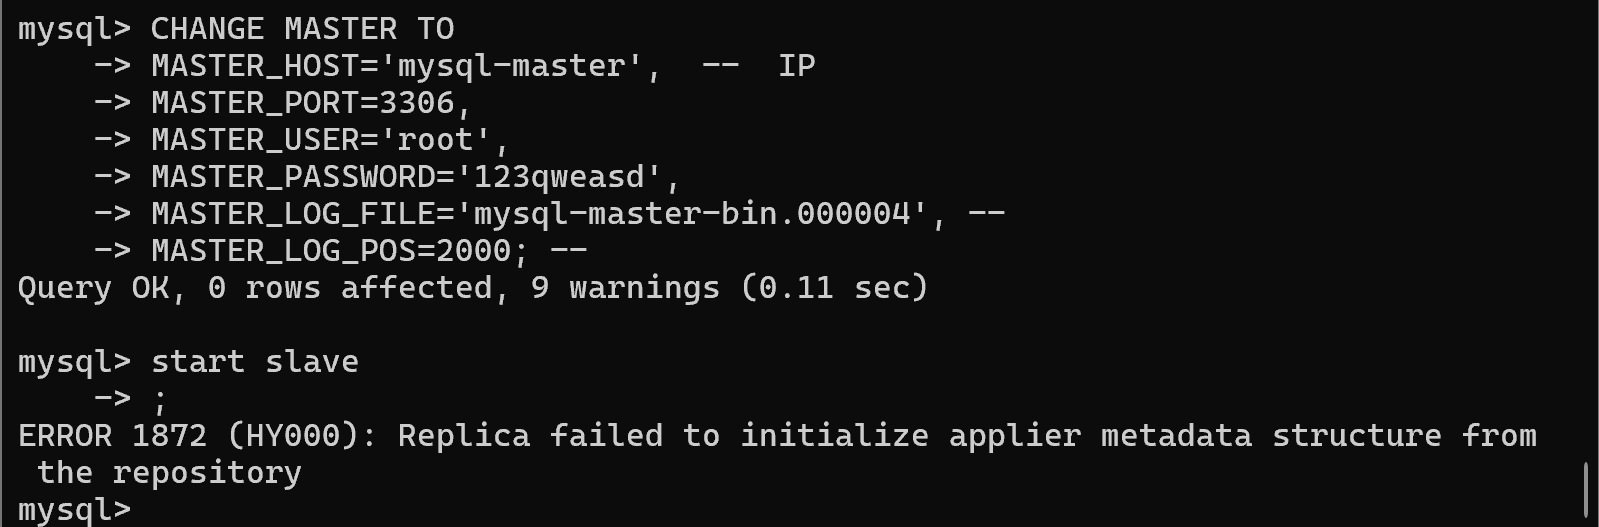 mysql> CHANGE MASTER TO
    -> MASTER_HOST='mysql-master',  --  IP
    -> MASTER_PORT=3306,
    -> MASTER_USER='root',
    -> MASTER_PASSWORD='123qweasd',
    -> MASTER_LOG_FILE='mysql-master-bin.000004', --
    -> MASTER_LOG_POS=2000; --
Query OK, 0 rows affected, 9 warnings (0.11 sec)

mysql> start slave
    -> ;
ERROR 1872 (HY000): Replica failed to initialize applier metadata structure from
 the repository
mysql>